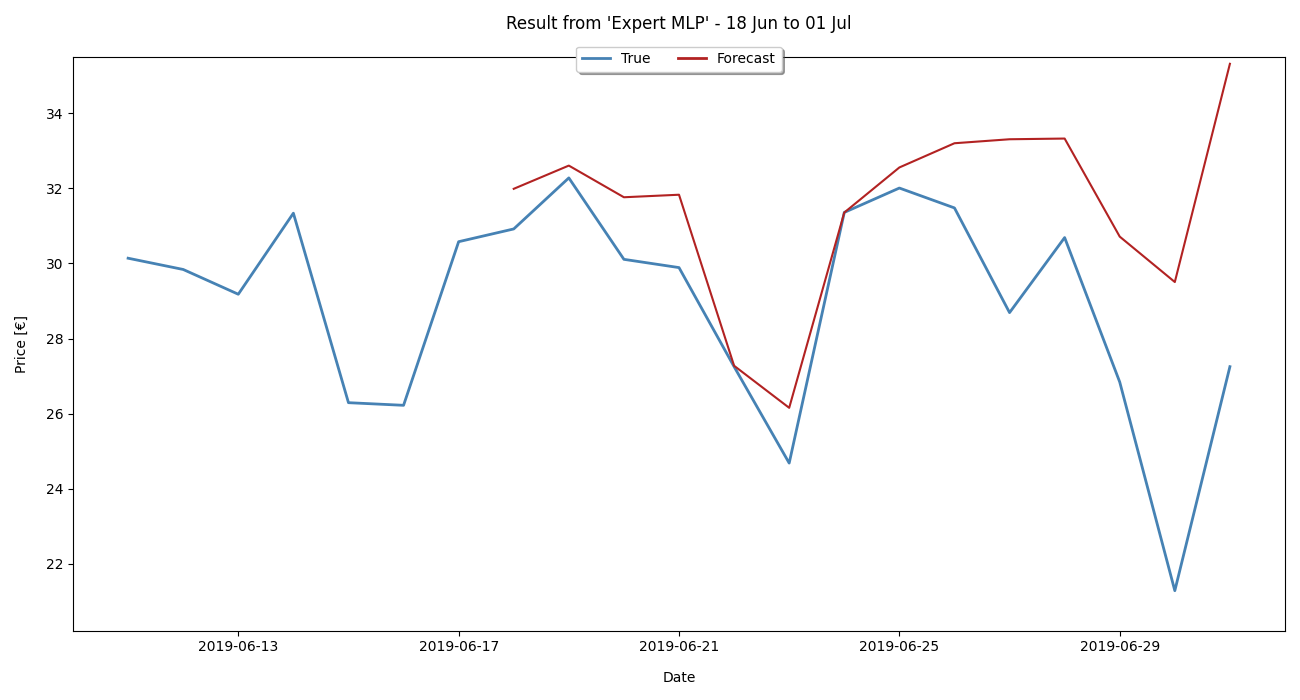 Result from 'Expert MLP' - 18 Jun to 01 Jul
True Forecast
34
32
30
28
26
24
22
Price [€]
2019-06-13 2019-06-17 2019-06-21 2019-06-25 2019-06-29
Date